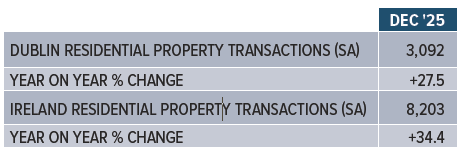 DEC '25
DUBLIN RESIDENTIAL PROPERTY TRANSACTIONS (SA) 3,092
YEAR ON YEAR % CHANGE +27.5
IRELAND RESIDENTIAL PROPERTY TRANSACTIONS (SA) 8,203
YEAR ON YEAR % CHANGE +34.4